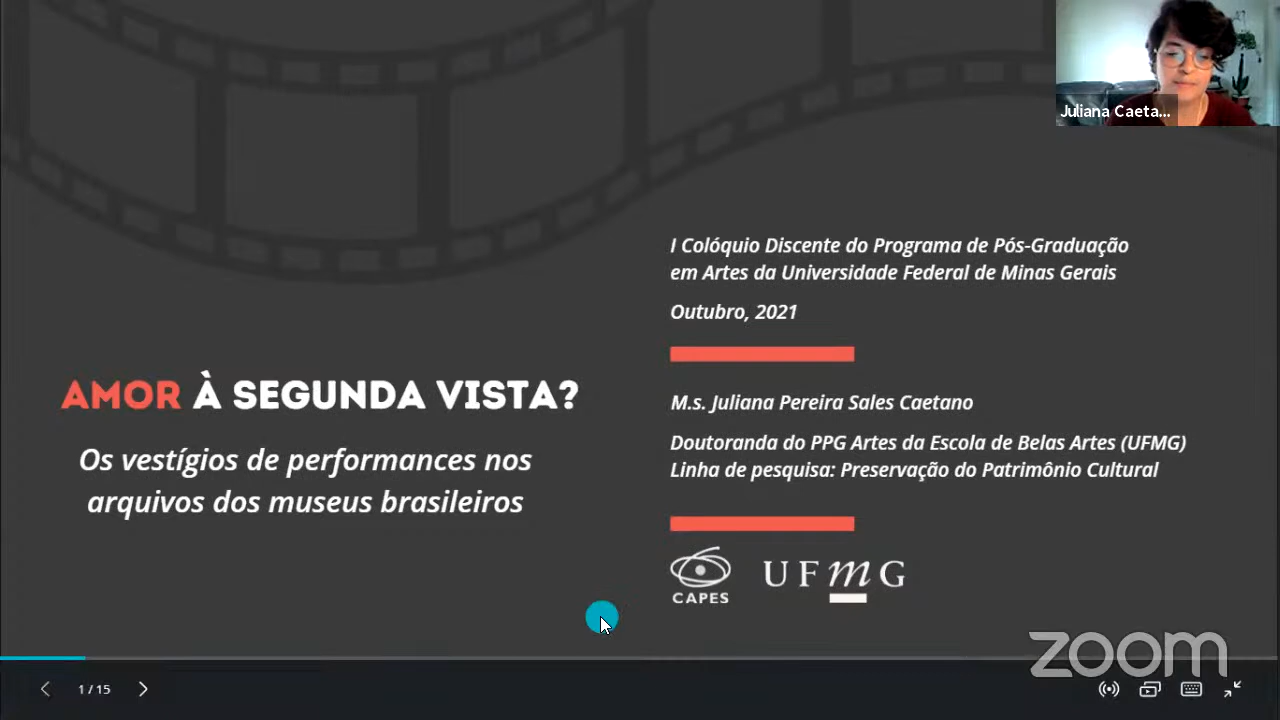 Juliana Caeta...
I Colóquio Discente do Programa de Pós-Graduação
em Artes da Universidade Federal de Minas Gerais
Outubro, 2021
AMOR À SEGUNDA VISTA?
Os vestígios de performances nos
arquivos dos museus brasileiros
M.s. Juliana Pereira Sales Caetano
Doutoranda do PPG Artes da Escola de Belas Artes (UFMG)
Linha de pesquisa: Preservação do Patrimônio Cultural
CAPES
UFmG
zoom
1 / 15